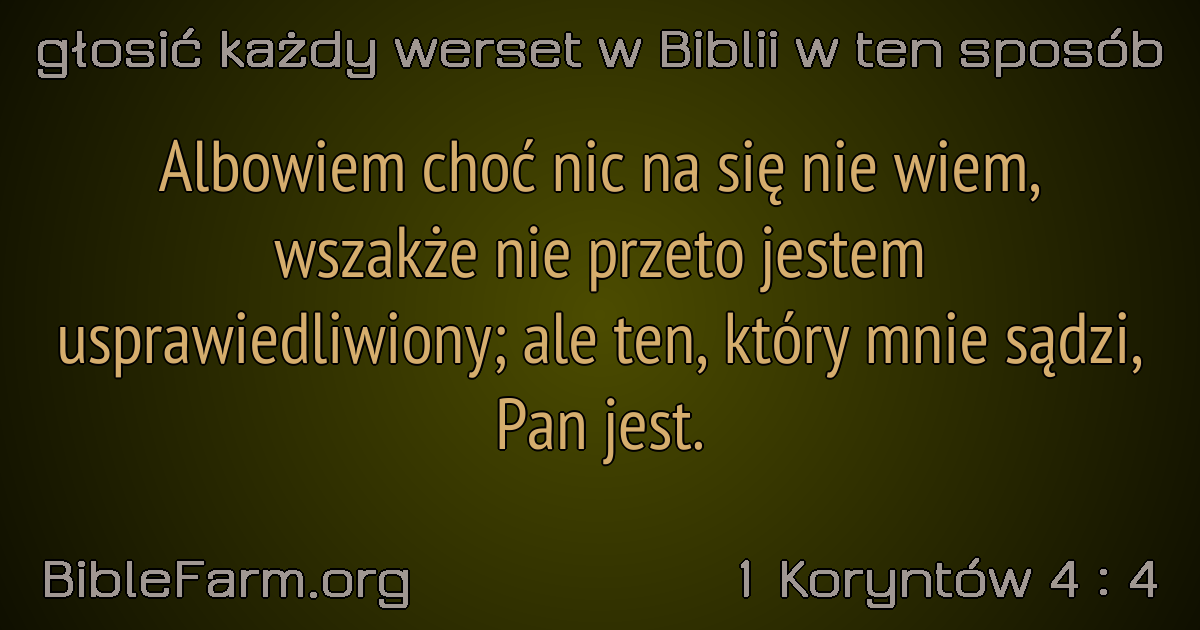 głosić każdy werset w Biblii w ten sposób
Albowiem choć nic na się nie wiem,
wszakże nie przeto jestem
usprawiedliwiony; ale ten, który mnie sądzi,
Pan jest.
BibleFarm.org
1 Koryntów 4 : 4